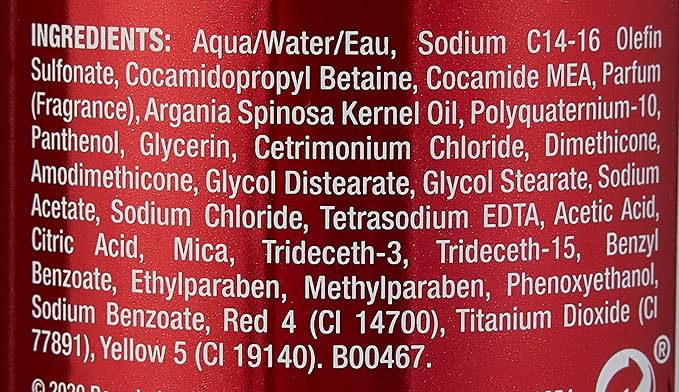 INGREDIENTS: Aqua/Water/Eau, Sodium C14-16 Olefin
Sulfonate, Cocamidopropyl Betaine, Cocamide MEA, Parfum
(Fragrance), Argania Spinosa Kernel Oil, Polyquaternium-10,
Panthenol, Glycerin, Cetrimonium Chloride, Dimethicone,
Amodimethicone, Glycol Distearate, Glycol Stearate, Sodium
Acetate, Sodium Chloride, Tetrasodium EDTA, Acetic Acid,
Citric Acid, Mica, Trideceth-3, Trideceth-15, Benzyl
Benzoate, Ethylparaben, Methylparaben, Phenoxyethanol,
Sodium Benzoate, Red 4 (CI 14700), Titanium Dioxide (CI
77891), Yellow 5 (CI 19140). B00467.
®